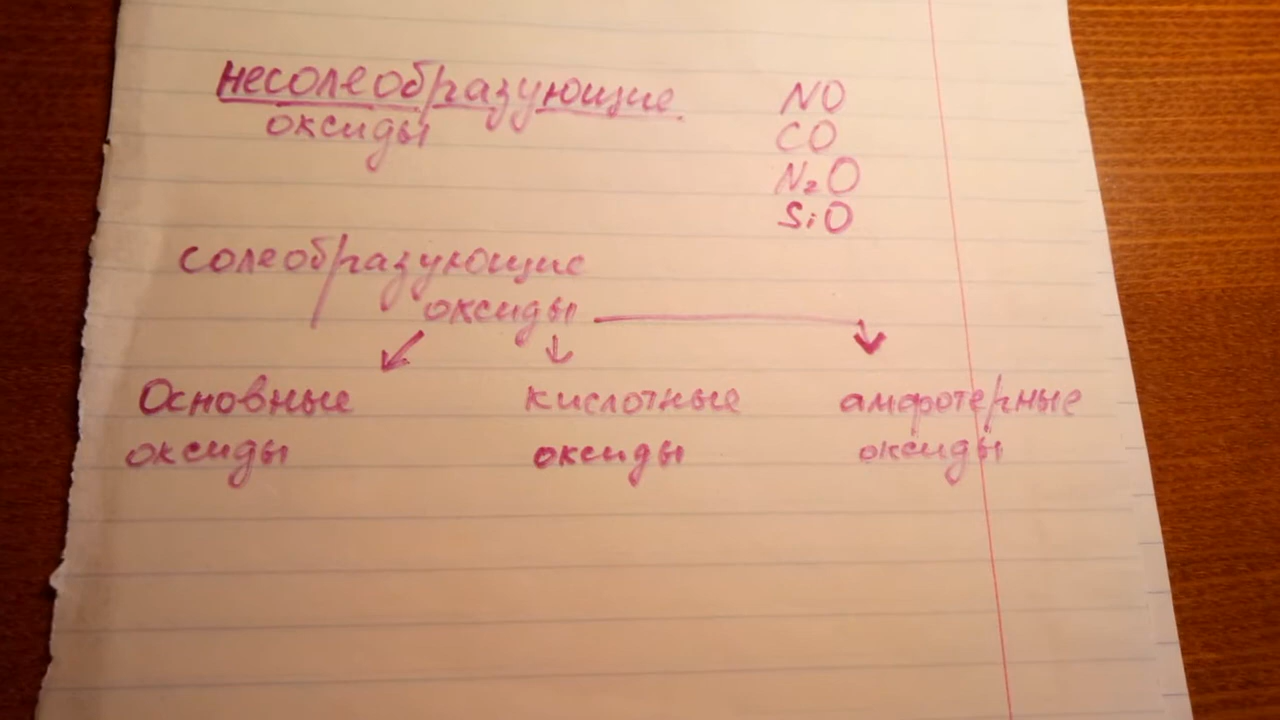 несолеобразующие NO
оксиды CO
N₂O
SiO
солеобразующие
оксиды
Основные кислотные амфотерные
оксиды оксиды оксиды